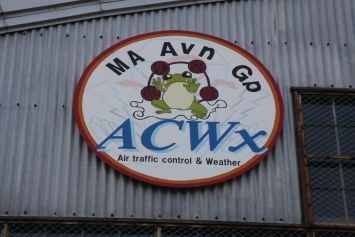 MA Avn Gp
ACWx
Air traffic control & Weather